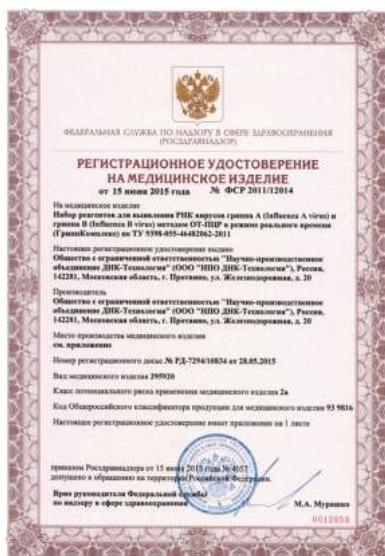 ФЕДЕРАЛЬНАЯ СЛУЖБА ПО НАДЗОРУ В СФЕРЕ ЗДРАВООХРАНЕНИЯ
(РОСЗДРАВНАДЗОР)
РЕГИСТРАЦИОННОЕ УДОСТОВЕРЕНИЕ
НА МЕДИЦИНСКОЕ ИЗДЕЛИЕ
от 15 июня 2015 года № ФСР 2011/12014
На медицинское изделие
Набор реагентов для выявления РНК вирусов гриппа А (Influenza A virus) и
гриппа В (Influenza B virus) методом ОТ-ПЦР в режиме реального времени
(ГриппКомплекс) по ТУ 9398-055-46482062-2011
Настоящее регистрационное удостоверение выдано
Общество с ограниченной ответственностью "Научно-производственное
объединение ДНК-Технология" (ООО "НПО ДНК-Технология"), Россия,
142281, Московская область, г. Протвино, ул. Железнодорожная, д. 20
Производитель
Общество с ограниченной ответственностью "Научно-производственное
объединение ДНК-Технология" (ООО "НПО ДНК-Технология"), Россия,
142281, Московская область, г. Протвино, ул. Железнодорожная, д. 20
Место производства медицинского изделия
см. приложение
Номер регистрационного досье № РД-7294/10834 от 28.05.2015
Вид медицинского изделия 295920
Класс потенциального риска применения медицинского изделия 2а
Код Общероссийского классификатора продукции для медицинского изделия 93 9816
Настоящее регистрационное удостоверение имеет приложение на 1 листе
приказом Росздравнадзора от 15 июня 2015 года № 4057
допущено к обращению на территории Российской Федерации.
Врио руководителя Федеральной службы
по надзору в сфере здравоохранения
М.А. Мурашко
0012850